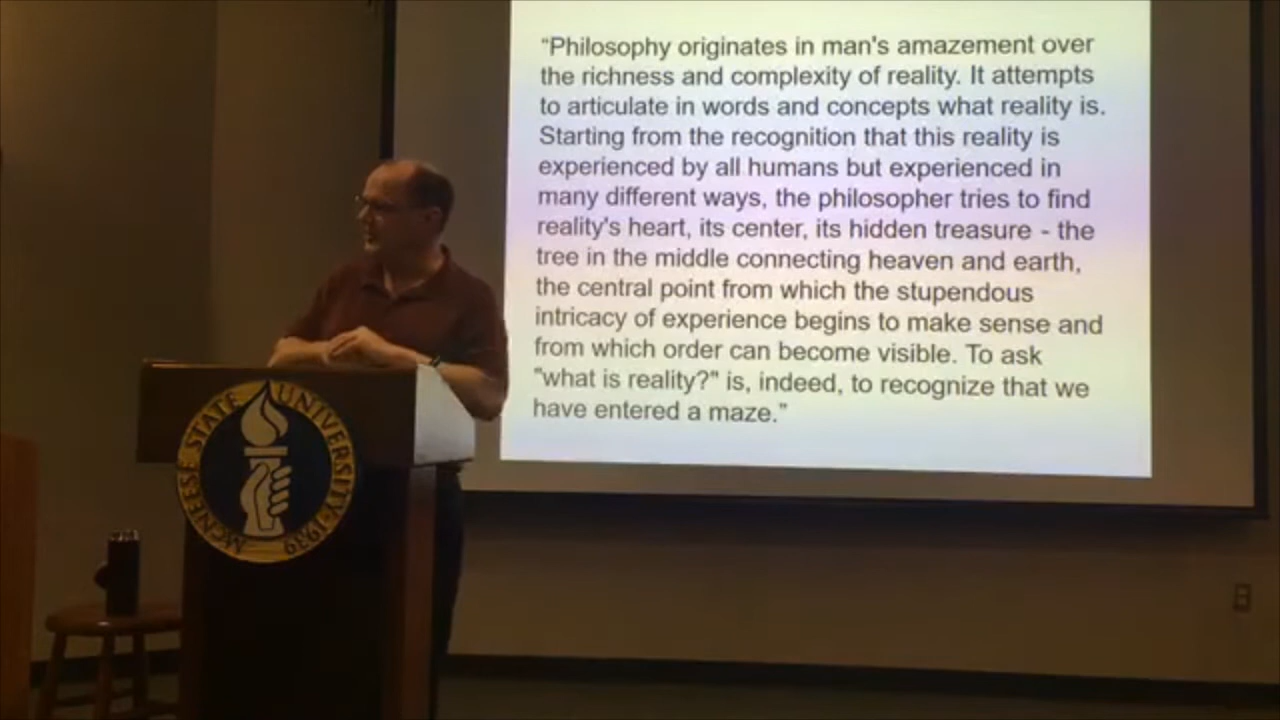 “Philosophy originates in man's amazement over
the richness and complexity of reality. It attempts
to articulate in words and concepts what reality is.
Starting from the recognition that this reality is
experienced by all humans but experienced in
many different ways, the philosopher tries to find
reality's heart, its center, its hidden treasure - the
tree in the middle connecting heaven and earth,
the central point from which the stupendous
intricacy of experience begins to make sense and
from which order can become visible. To ask
"what is reality?" is, indeed, to recognize that we
have entered a maze.”
MCNEESE STATE UNIVERSITY·1939